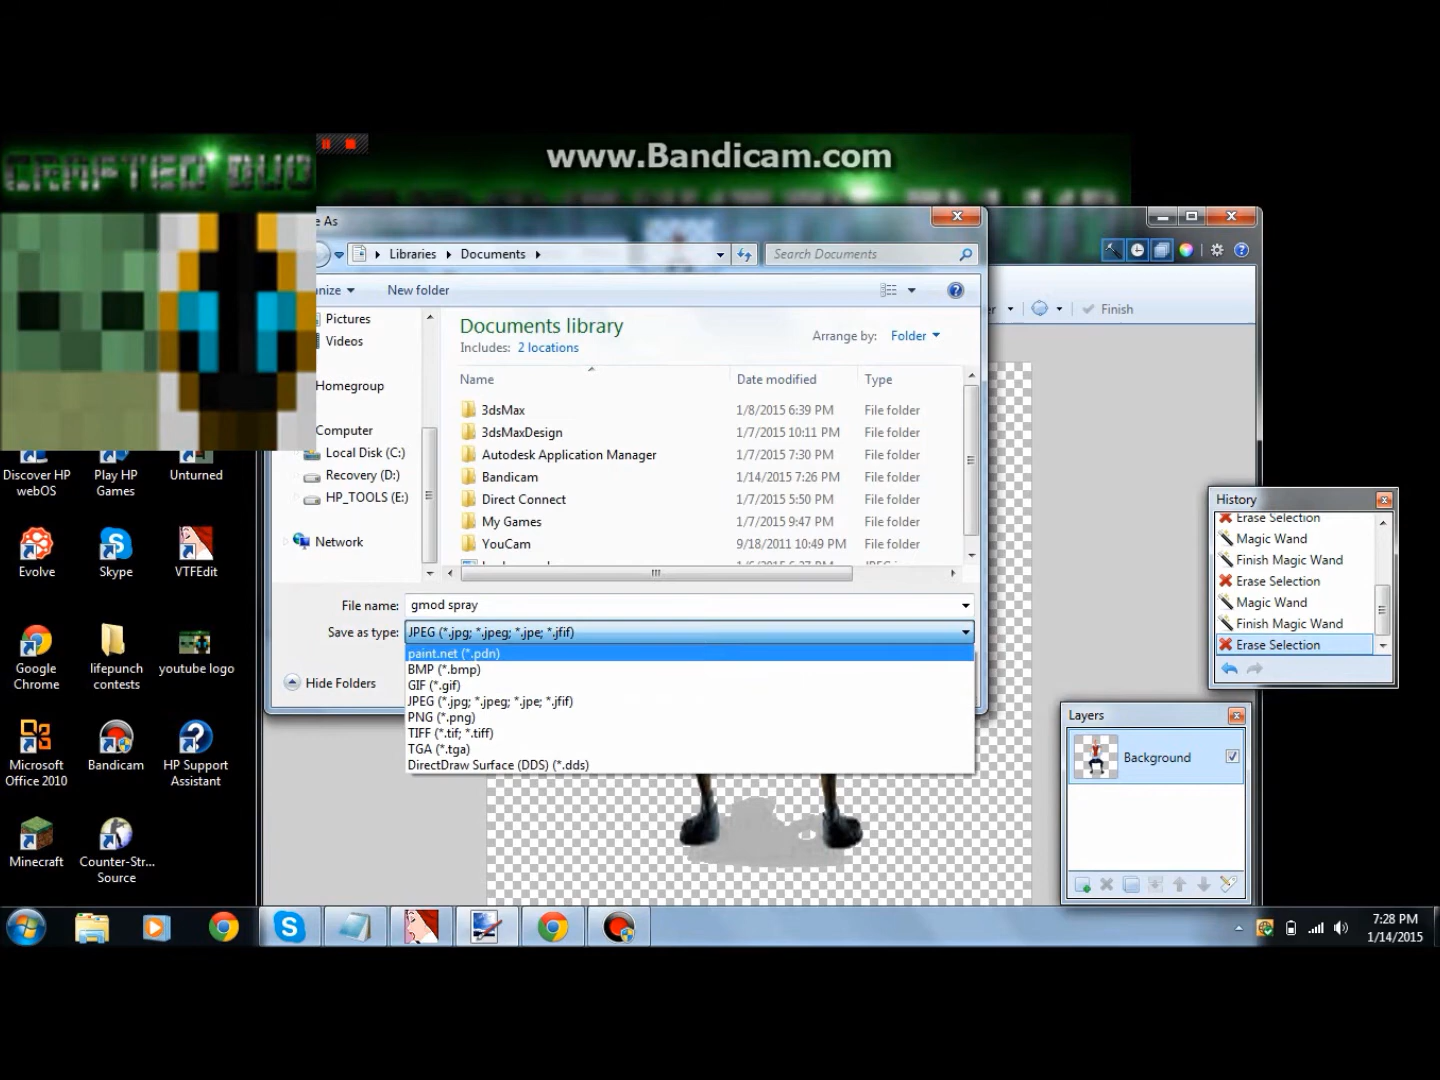 www.Bandicam.com
CRAFTED DUO
e As
Libraries
Documents
Search Documents
nize
New folder
er
Finish
Pictures
Videos
Homegroup
Computer
Local Disk (C:)
Recovery (D:)
HP_TOOLS (E:)
Network
Documents library
Includes: 2 locations
Arrange by: Folder
Name Date modified Type
3dsMax 1/8/2015 6:39 PM File folder
3dsMaxDesign 1/7/2015 10:11 PM File folder
Autodesk Application Manager 1/7/2015 7:30 PM File folder
Bandicam 1/14/2015 7:26 PM File folder
Direct Connect 1/7/2015 5:50 PM File folder
My Games 1/7/2015 9:47 PM File folder
YouCam 9/18/2011 10:49 PM File folder
File name: gmod spray
Save as type: JPEG (*.jpg; *.jpeg; *.jpe; *.jfif)
paint.net (*.pdn)
BMP (*.bmp)
GIF (*.gif)
JPEG (*.jpg; *.jpeg; *.jpe; *.jfif)
PNG (*.png)
TIFF (*.tif; *.tiff)
TGA (*.tga)
DirectDraw Surface (DDS) (*.dds)
Hide Folders
History
Erase Selection
Magic Wand
Finish Magic Wand
Erase Selection
Magic Wand
Finish Magic Wand
Erase Selection
Layers
Background
Discover HP
webOS
Play HP
Games
Unturned
Evolve
Skype
VTFEdit
Google
Chrome
lifepunch
contests
youtube logo
Microsoft
Office 2010
Bandicam
HP Support
Assistant
Minecraft
Counter-Str...
Source
7:28 PM
1/14/2015